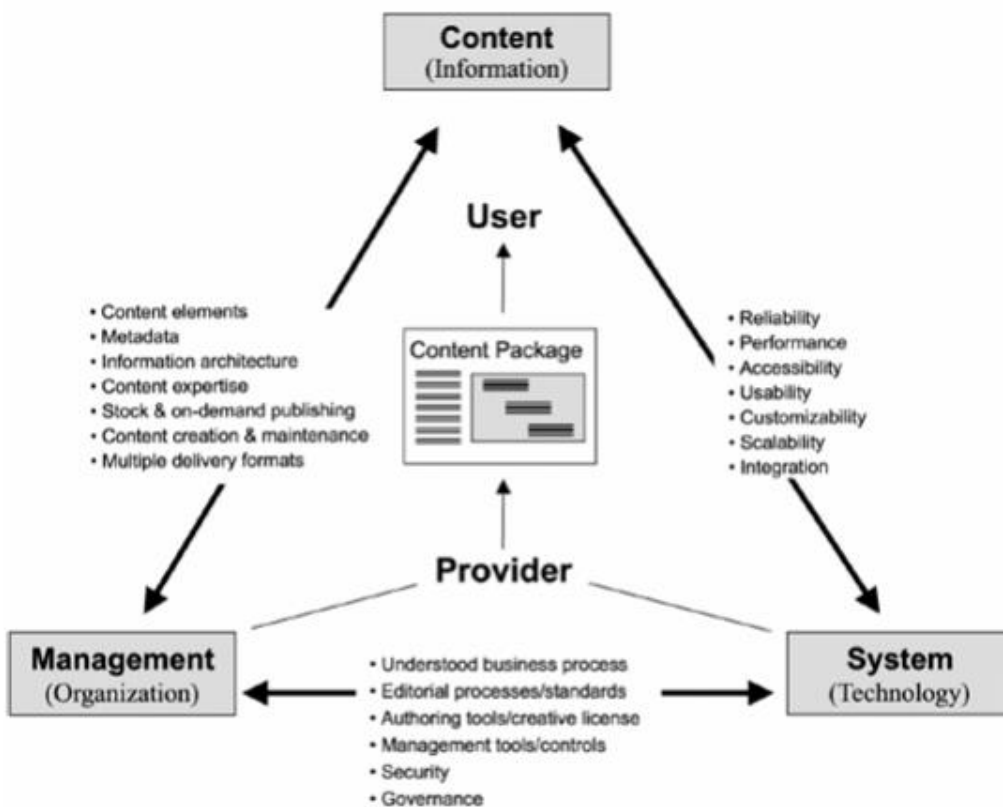 Content
(Information)
User
• Content elements
• Metadata
• Information architecture
• Content expertise
• Stock & on-demand publishing
• Content creation & maintenance
• Multiple delivery formats
Content Package
• Reliability
• Performance
• Accessibility
• Usability
• Customizability
• Scalability
• Integration
Provider
Management
(Organization)
• Understood business process
• Editorial processes/standards
• Authoring tools/creative license
• Management tools/controls
• Security
• Governance
System
(Technology)